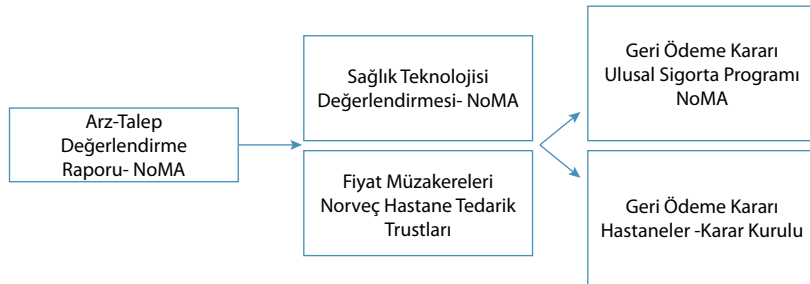 Arz-Talep
Değerlendirme
Raporu- NoMA
Sağlık Teknolojisi
Değerlendirmesi- NoMA
Fiyat Müzakereleri
Norveç Hastane Tedarik
Trustları
Geri Ödeme Kararı
Ulusal Sigorta Programı
NoMA
Geri Ödeme Kararı
Hastaneler -Karar Kurulu